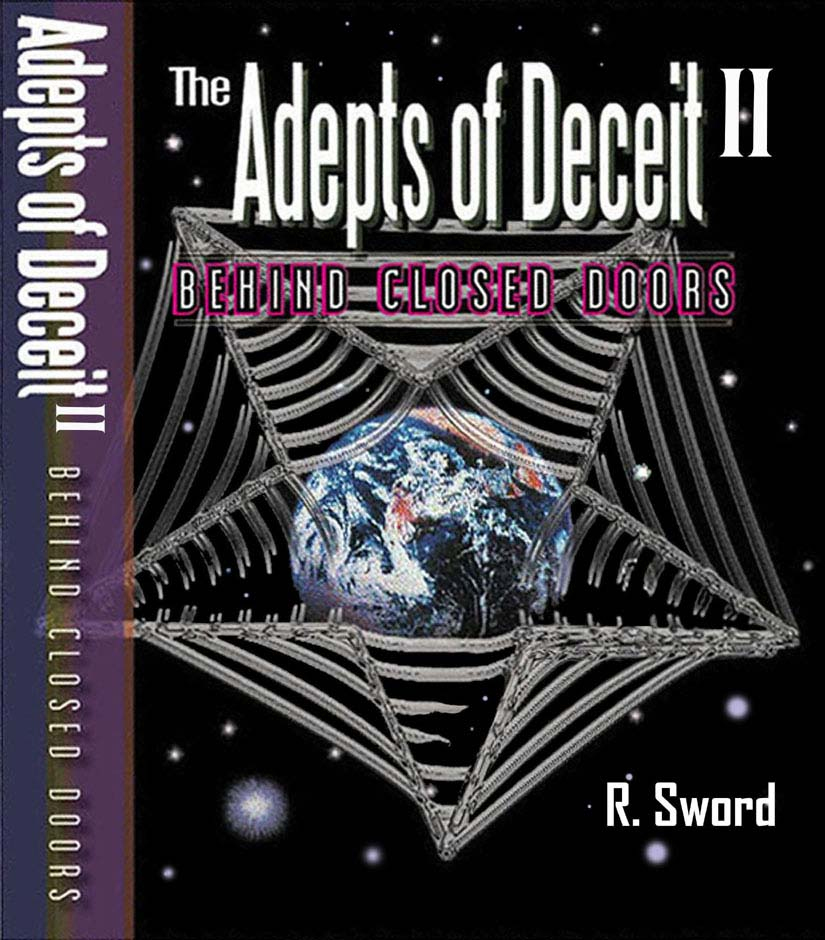 Adepts of Deceit II
BEHIND CLOSED DOORS
The Adepts of Deceit II
BEHIND CLOSED DOORS
R. Sword